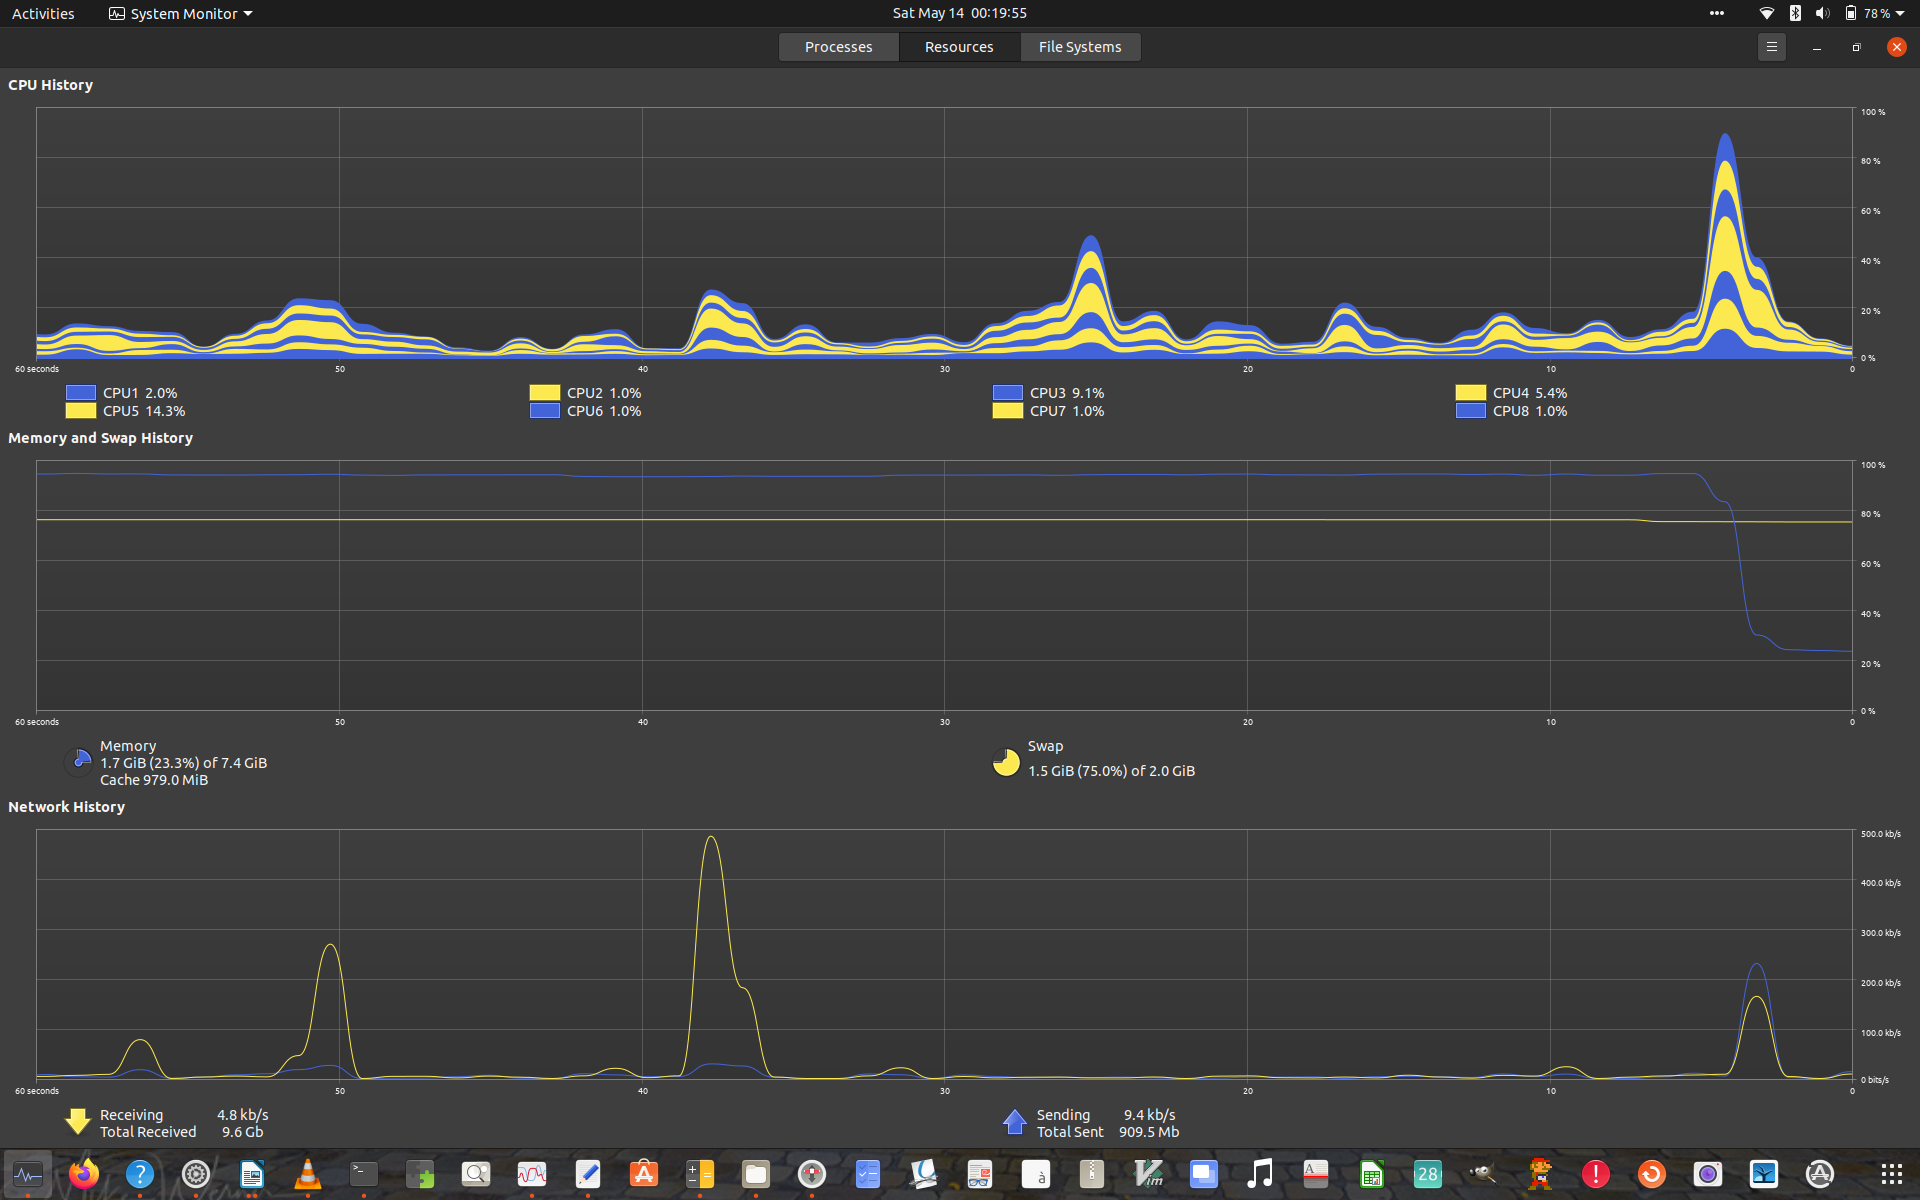 Activities System Monitor Sat May 14 00:19:55 78 %
Processes Resources File Systems
CPU History
100 %
80 %
60 %
40 %
20 %
0 %
60 seconds 50 40 30 20 10 0
CPU1 2.0% CPU2 1.0% CPU3 9.1% CPU4 5.4%
CPU5 14.3% CPU6 1.0% CPU7 1.0% CPU8 1.0%
Memory and Swap History
100 %
80 %
60 %
40 %
20 %
0 %
60 seconds 50 40 30 20 10 0
Memory Swap
1.7 GiB (23.3%) of 7.4 GiB 1.5 GiB (75.0%) of 2.0 GiB
Cache 979.0 MiB
Network History
500.0 kb/s
400.0 kb/s
300.0 kb/s
200.0 kb/s
100.0 kb/s
0 bits/s
60 seconds 50 40 30 20 10 0
Receiving 4.8 kb/s Sending 9.4 kb/s
Total Received 9.6 Gb Total Sent 909.5 Mb
? >_ à Vim A 28 !